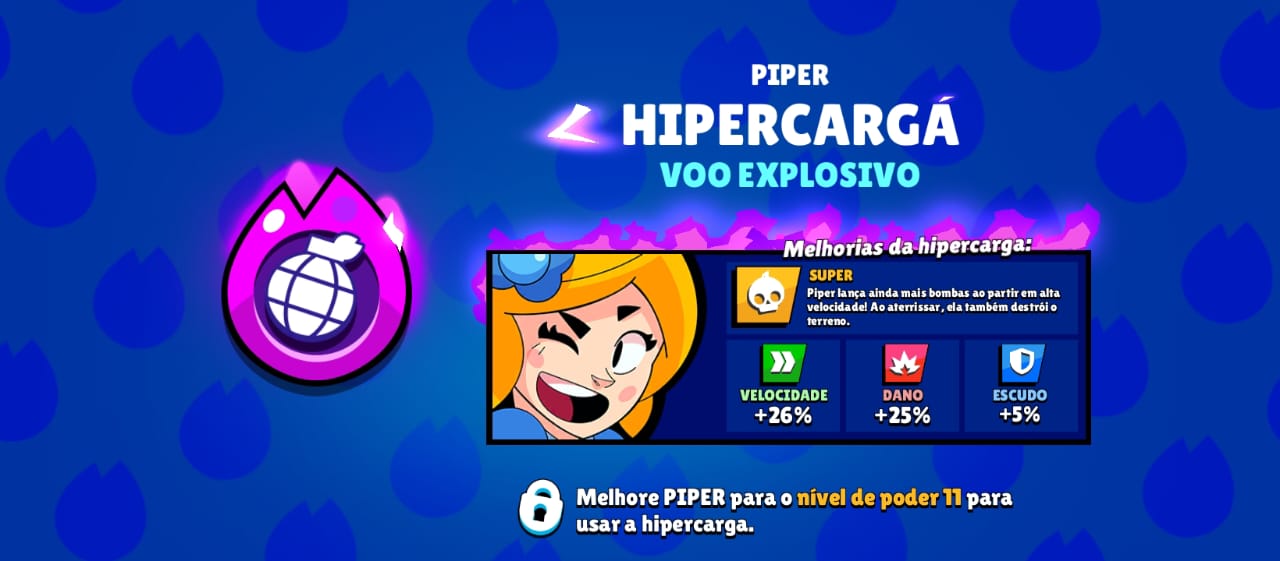 PIPER
HIPERCARGÁ
VOO EXPLOSIVO
Melhorias da hipercarga:
SUPER
Piper lança ainda mais bombas ao partir em alta
velocidade! Ao aterrissar, ela também destrói o
terreno.
VELOCIDADE
+26%
DANO
+25%
ESCUDO
+5%
Melhore PIPER para o nível de poder 11 para
usar a hipercarga.